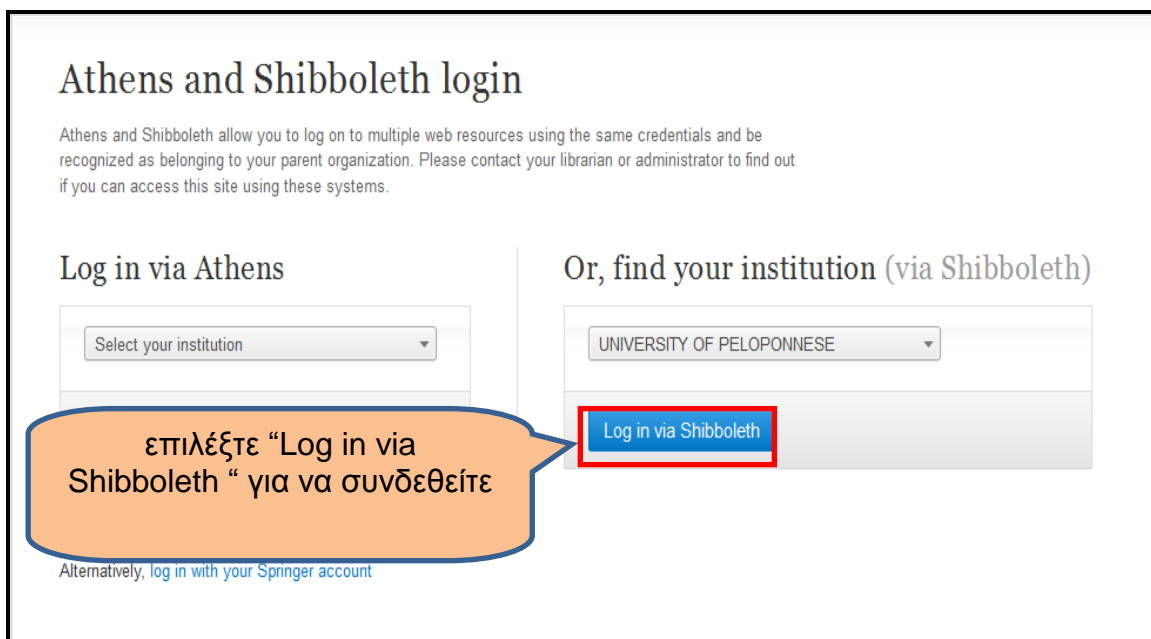 Athens and Shibboleth login
Athens and Shibboleth allow you to log on to multiple web resources using the same credentials and be
recognized as belonging to your parent organization. Please contact your librarian or administrator to find out
if you can access this site using these systems.
Log in via Athens
Select your institution
Or, find your institution (via Shibboleth)
UNIVERSITY OF PELOPONNESE
Log in via Shibboleth
επιλέξτε “Log in via
Shibboleth “ για να συνδεθείτε
Alternatively, log in with your Springer account